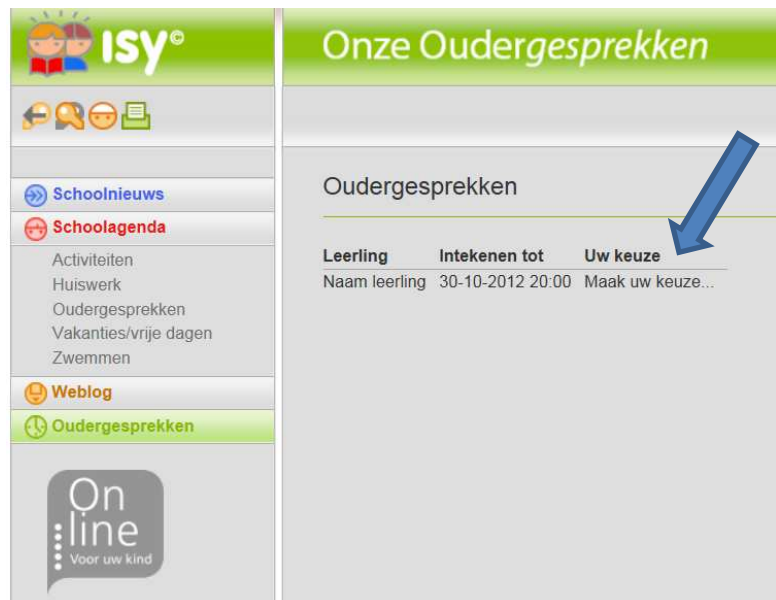 ISY©
Onze Oudergesprekken
Schoolnieuws
Schoolagenda
Activiteiten
Huiswerk
Oudergesprekken
Vakanties/vrije dagen
Zwemmen
Weblog
Oudergesprekken
On
line
Voor uw kind
Oudergesprekken
Leerling Intekenen tot Uw keuze
Naam leerling 30-10-2012 20:00 Maak uw keuze...